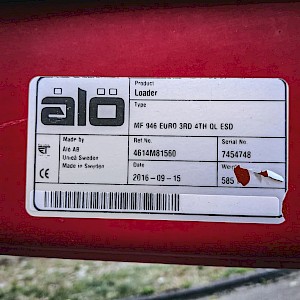 ålö
Product
Loader
Type
MF 946 EURO 3RD 4TH QL ESD
Made by
Ålö AB
Umeå Sweden
Made in Sweden
Ref No.
4614M81560
Serial No.
7454748
CE
Date
2016-09-15
585